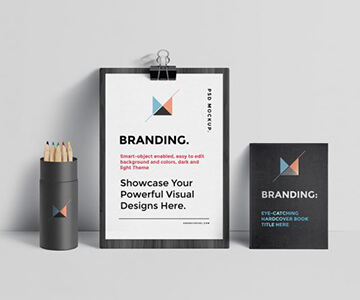 PSD MOCKUP.
BRANDING.
Smart-object enabled, easy to edit
background and colors, dark and
light Theme
Showcase Your
Powerful Visual
Designs Here.
BRANDING:
EYE-CATCHING
HARDCOVER BOOK
TITLE HERE